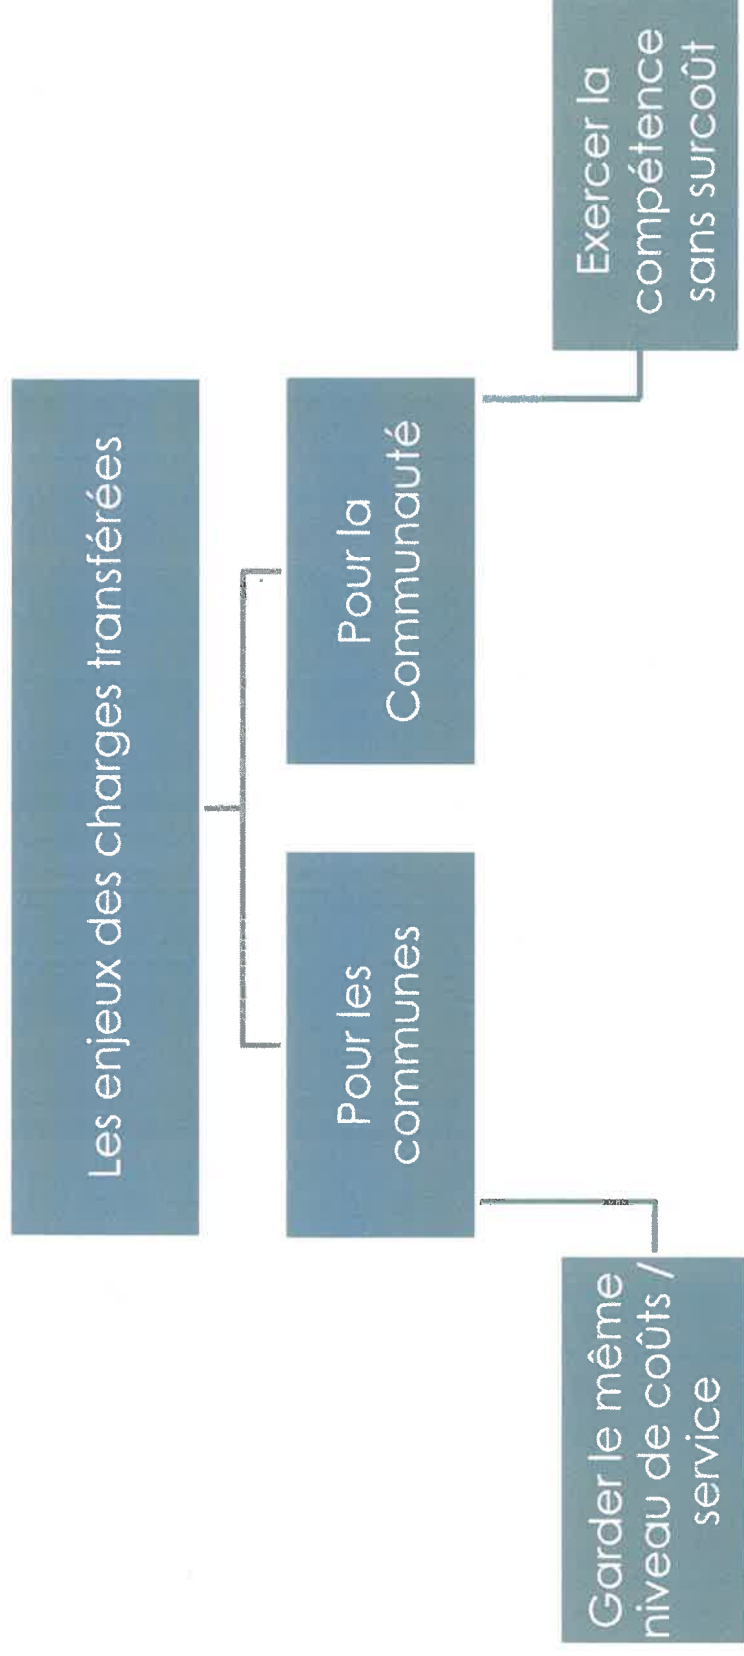 Les enjeux des charges transférées
Pour les
communes
Pour la
Communauté
Garder le même
niveau de coûts /
service
Exercer la
compétence
sans surcoût